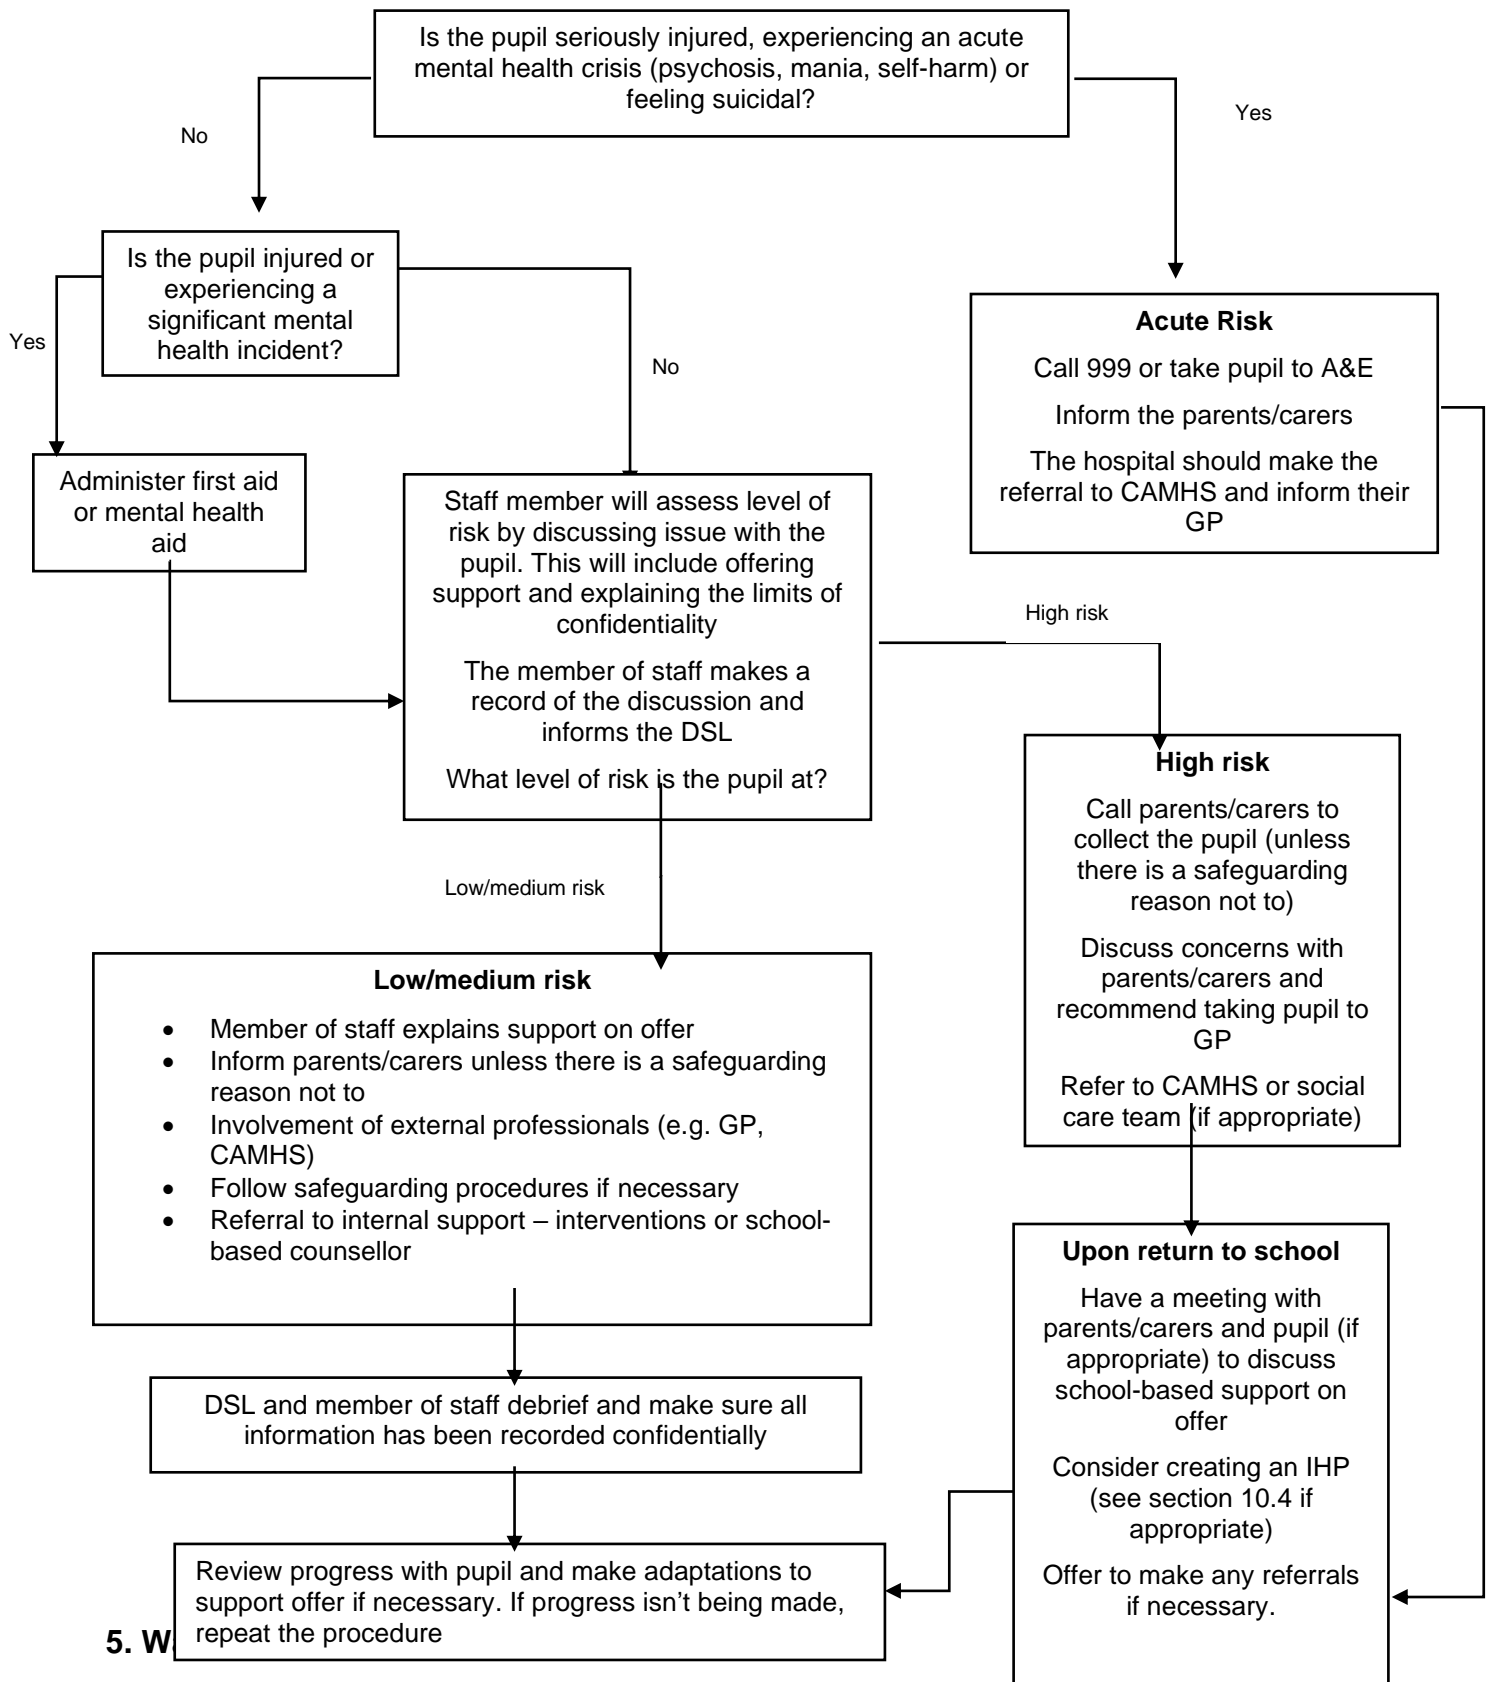 Is the pupil seriously injured, experiencing an acute
mental health crisis (psychosis, mania, self-harm) or
feeling suicidal?
No
Yes
Is the pupil injured or
experiencing a
significant mental
health incident?
Yes
No
Acute Risk
Call 999 or take pupil to A&E
Inform the parents/carers
The hospital should make the
referral to CAMHS and inform their
GP
Administer first aid
or mental health
aid
Staff member will assess level of
risk by discussing issue with the
pupil. This will include offering
support and explaining the limits of
confidentiality
The member of staff makes a
record of the discussion and
informs the DSL
What level of risk is the pupil at?
High risk
Low/medium risk
High risk
Call parents/carers to
collect the pupil (unless
there is a safeguarding
reason not to)
Discuss concerns with
parents/carers and
recommend taking pupil to
GP
Refer to CAMHS or social
care team (if appropriate)
Low/medium risk
• Member of staff explains support on offer
• Inform parents/carers unless there is a safeguarding
reason not to
• Involvement of external professionals (e.g. GP,
CAMHS)
• Follow safeguarding procedures if necessary
• Referral to internal support – interventions or school-
based counsellor
Upon return to school
Have a meeting with
parents/carers and pupil (if
appropriate) to discuss
school-based support on
offer
Consider creating an IHP
(see section 10.4 if
appropriate)
Offer to make any referrals
if necessary.
DSL and member of staff debrief and make sure all
information has been recorded confidentially
Review progress with pupil and make adaptations to
support offer if necessary. If progress isn't being made,
repeat the procedure
5.